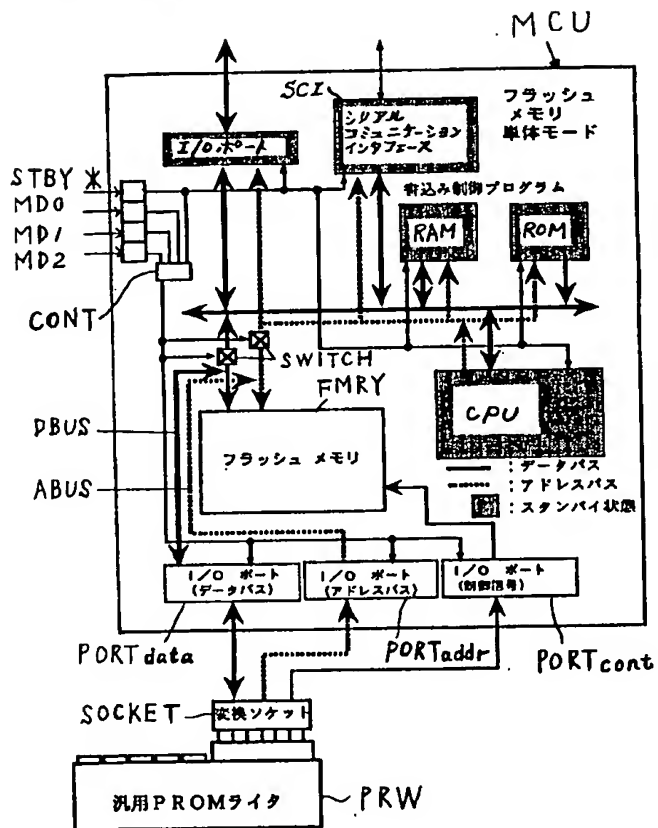 MCU
SCI
フラッシュ
メモリ
単体モード
シリアル
コミュニケーション
インタフェース
I/Oポート
STBY *
MD0
MD1
MD2
書込み制御プログラム
RAM
ROM
CONT
SWITCH
FMRY
CPU
DBUS
フラッシュ メモリ
ABUS
:データバス
:アドレスバス
:スタンバイ状態
I/O ポート
(データバス)
I/O ポート
(アドレスバス)
I/O ポート
(制御信号)
PORTdata
PORTaddr
PORTcont
SOCKET
変換ソケット
汎用PROMライタ
PRW